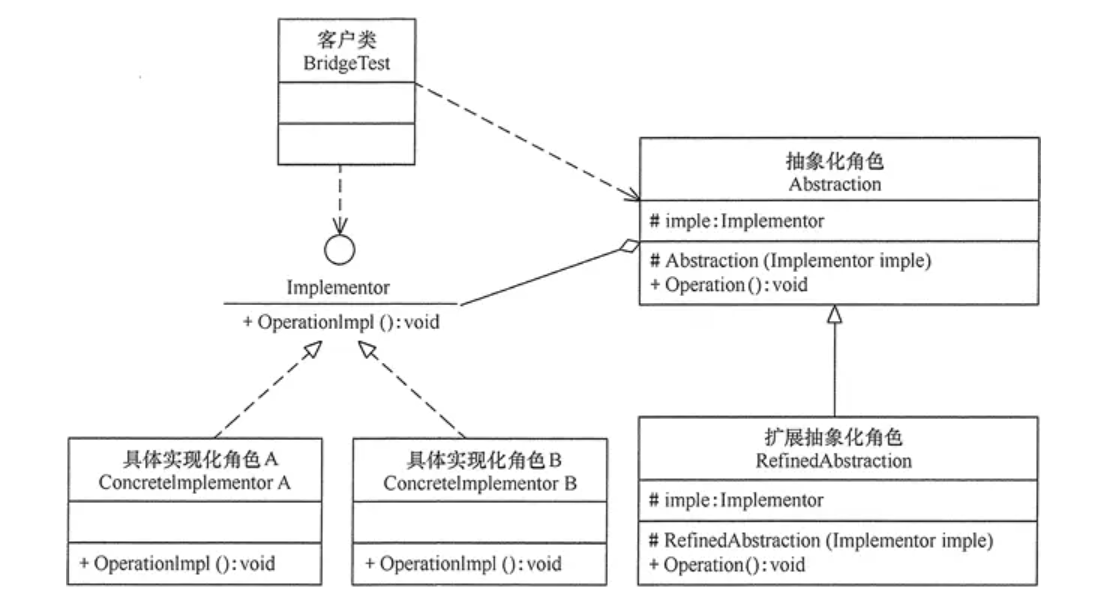 客户类
BridgeTest
抽象化角色
Abstraction
# imple:Implementor
# Abstraction (Implementor imple)
+ Operation():void
Implementor
+ OperationImpl ():void
具体实现化角色A
ConcreteImplementor A
+ OperationImpl ():void
具体实现化角色B
ConcreteImplementor B
+ OperationImpl ():void
扩展抽象化角色
RefinedAbstraction
# imple:Implementor
# RefinedAbstraction (Implementor imple)
+ Operation():void